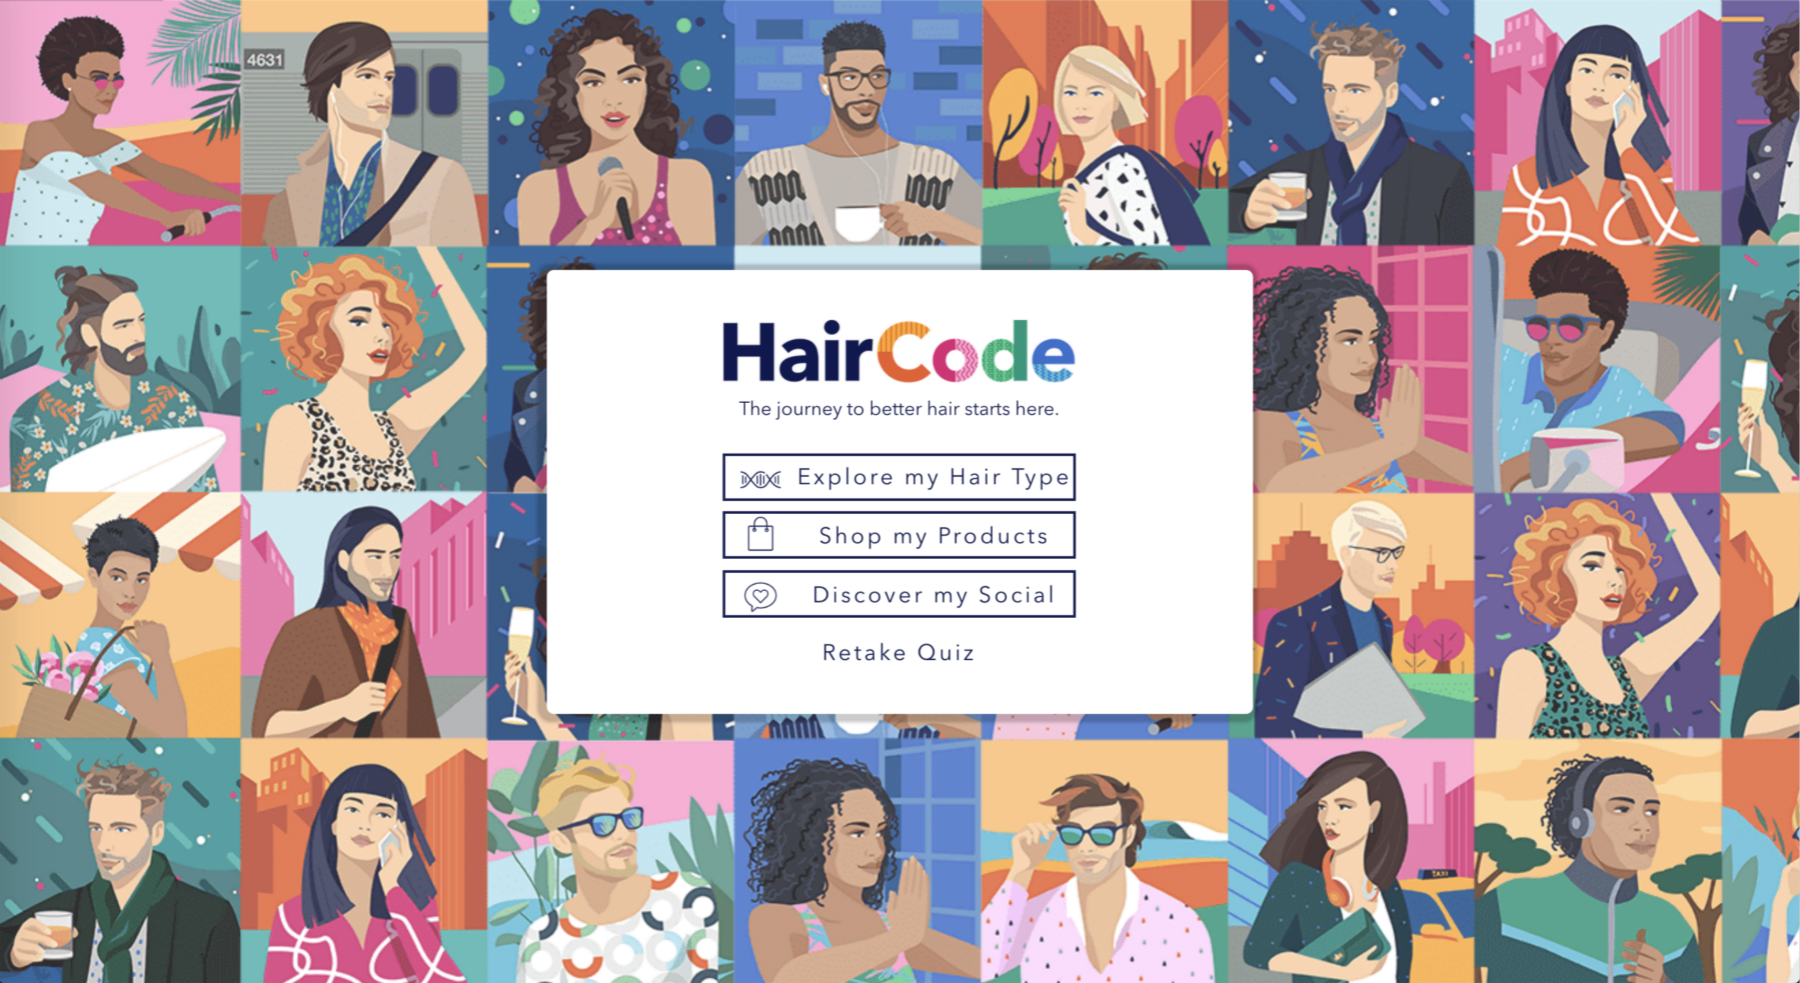 4631
HairCode
The journey to better hair starts here.
Explore my Hair Type
Shop my Products
Discover my Social
Retake Quiz
TAXI